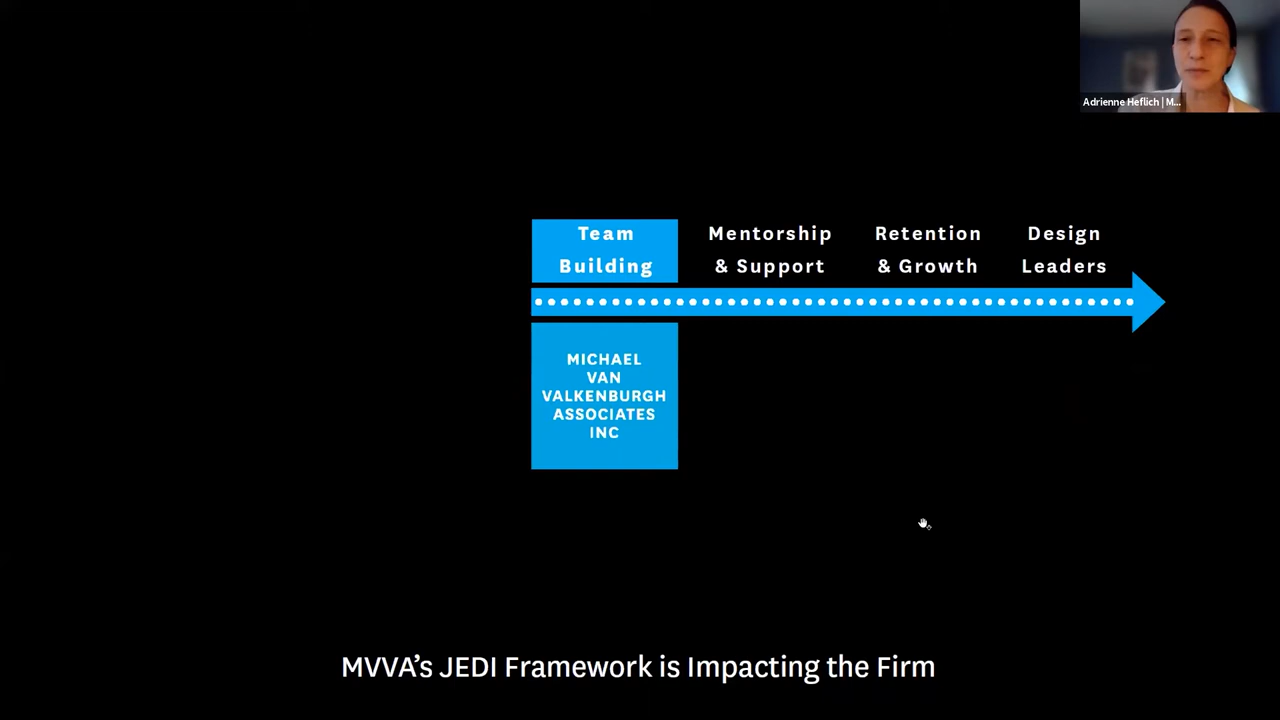 Adrienne Heflich | M...
Team Building
Mentorship & Support
Retention & Growth
Design Leaders
MICHAEL
VAN
VALKENBURGH
ASSOCIATES
INC
MVVA's JEDI Framework is Impacting the Firm